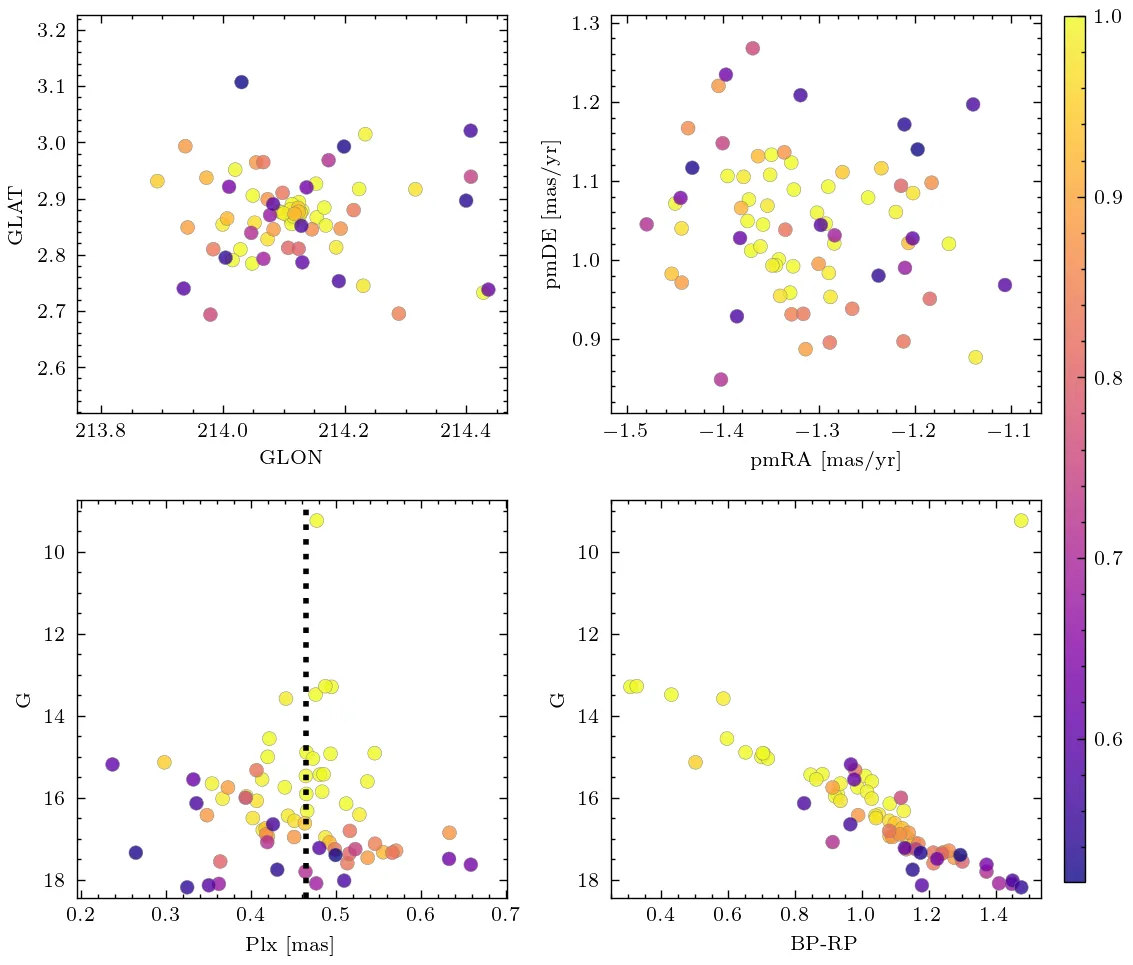 3.2
3.1
3.0
2.9
2.8
2.7
2.6
GLAT
213.8 214.0 214.2 214.4
GLON
1.3
1.2
1.1
1.0
0.9
pmDE [mas/yr]
−1.5 −1.4 −1.3 −1.2 −1.1
pmRA [mas/yr]
1.0
0.9
0.8
0.7
0.6
10
12
14
16
18
G
0.2 0.3 0.4 0.5 0.6 0.7
Plx [mas]
10
12
14
16
18
G
0.4 0.6 0.8 1.0 1.2 1.4
BP-RP